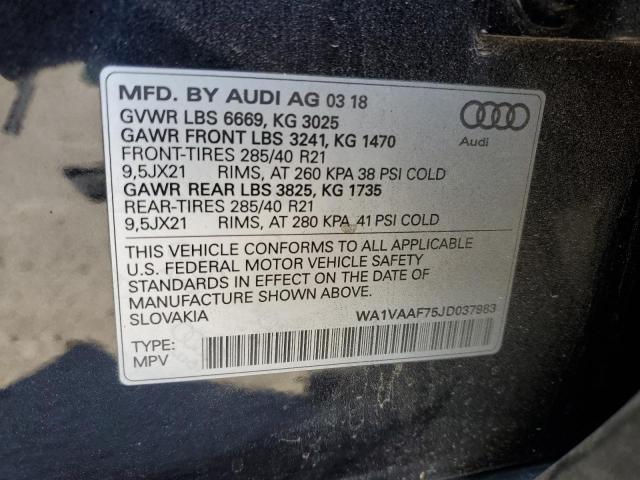 MFD. BY AUDI AG 03 18
GVWR LBS 6669, KG 3025
GAWR FRONT LBS 3241, KG 1470
FRONT-TIRES 285/40 R21
9,5JX21 RIMS, AT 260 KPA 38 PSI COLD
GAWR REAR LBS 3825, KG 1735
REAR-TIRES 285/40 R21
9,5JX21 RIMS, AT 280 KPA 41 PSI COLD
Audi
THIS VEHICLE CONFORMS TO ALL APPLICABLE
U.S. FEDERAL MOTOR VEHICLE SAFETY
STANDARDS IN EFFECT ON THE DATE OF
MANUFACTURE SHOWN ABOVE.
SLOVAKIA
WA1VAAF75JD037983
TYPE:
MPV